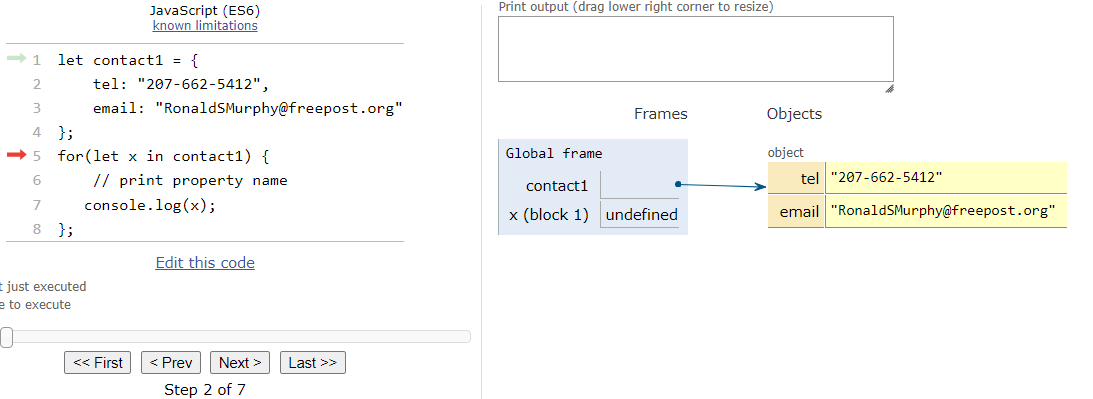 JavaScript (ES6)
known limitations
1 let contact1 = {
2 tel: "207-662-5412",
3 email: "RonaldSMurphy@freepost.org"
4 };
5 for(let x in contact1) {
6 // print property name
7 console.log(x);
8 };
Edit this code
t just executed
e to execute
<< First
< Prev
Next >
Last >>
Step 2 of 7
Print output (drag lower right corner to resize)
Frames
Objects
Global frame
contact1
x (block 1) undefined
object
tel "207-662-5412"
email "RonaldSMurphy@freepost.org"